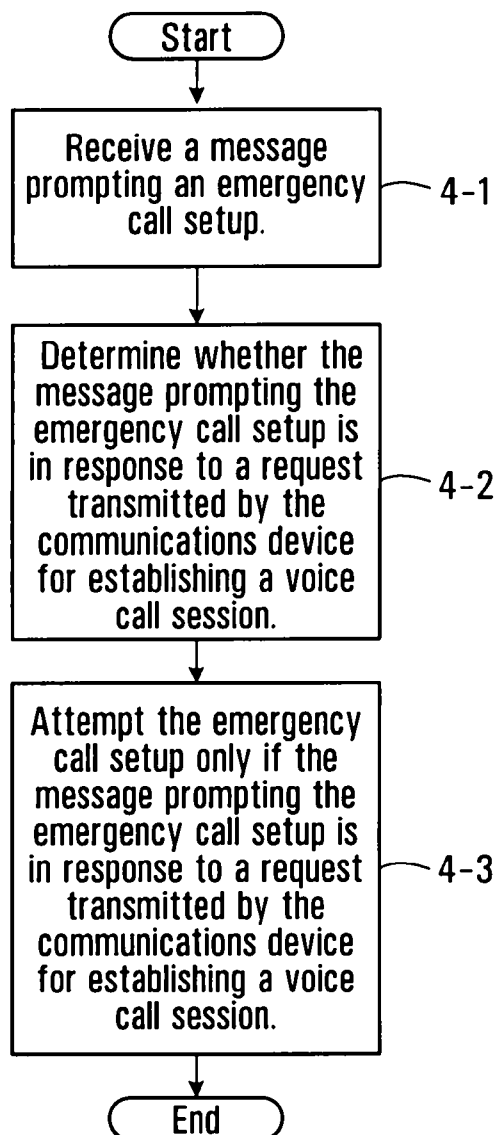 Start
Receive a message
prompting an emergency
call setup.
4-1
Determine whether the
message prompting the
emergency call setup is
in response to a request
transmitted by the
communications device
for establishing a voice
call session.
4-2
Attempt the emergency
call setup only if the
message prompting the
emergency call setup is
in response to a request
transmitted by the
communications device
for establishing a voice
call session.
4-3
End